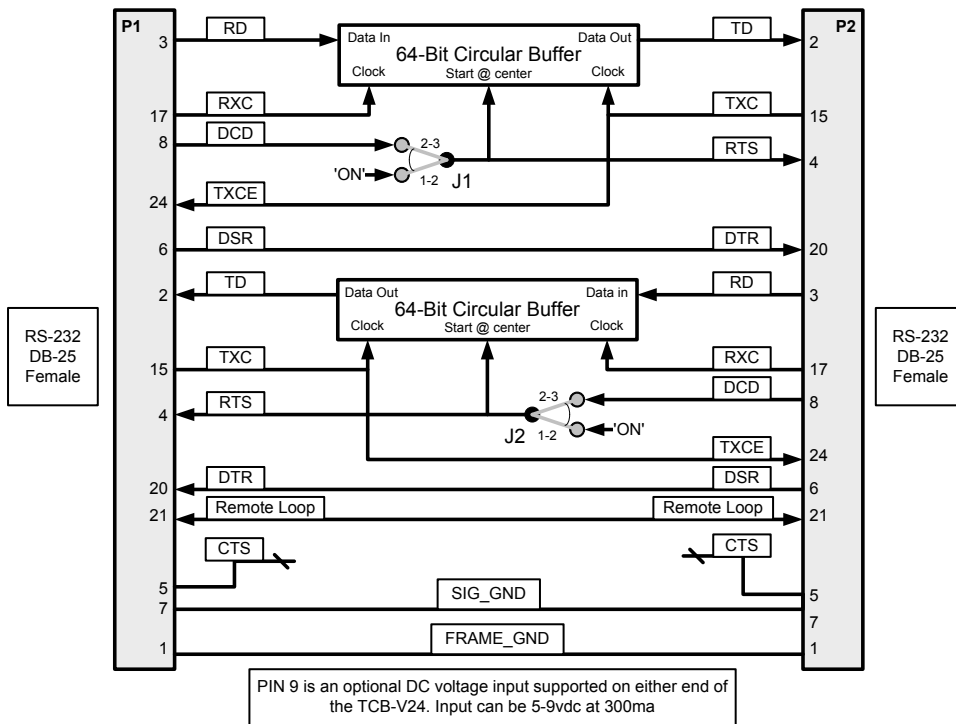 P1
P2
3
RD
Data In
Data Out
TD
2
64-Bit Circular Buffer
Clock
Start @ center
Clock
17
RXC
TXC
15
8
DCD
2-3
RTS
4
'ON'
1-2
J1
24
TXCE
6
DSR
DTR
20
2
TD
Data Out
Data in
RD
3
64-Bit Circular Buffer
Clock
Start @ center
Clock
RS-232
DB-25
Female
RS-232
DB-25
Female
15
TXC
RXC
17
DCD
8
4
RTS
2-3
J2
1-2
'ON'
TXCE
24
20
DTR
DSR
6
21
Remote Loop
Remote Loop
21
CTS
CTS
5
5
7
SIG_GND
7
1
FRAME_GND
1
PIN 9 is an optional DC voltage input supported on either end of
the TCB-V24. Input can be 5-9vdc at 300ma